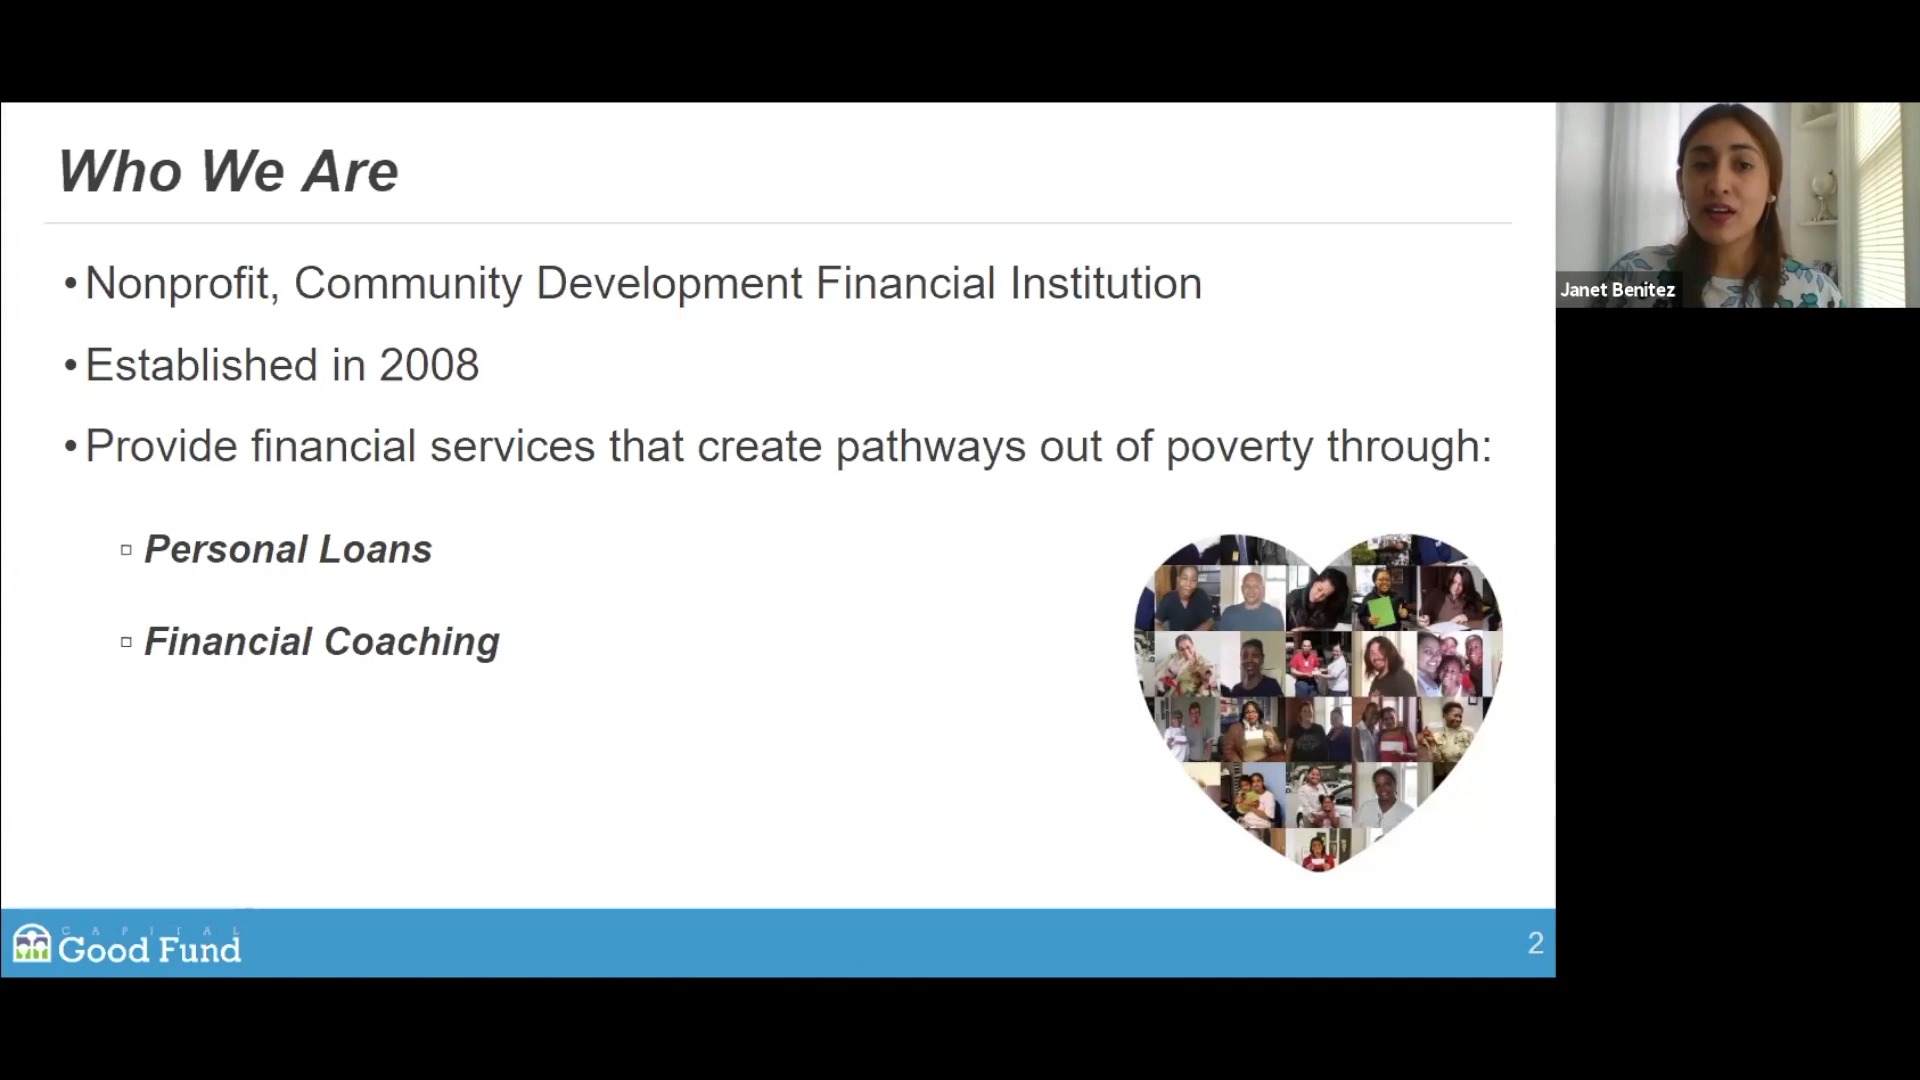 Who We Are
• Nonprofit, Community Development Financial Institution
• Established in 2008
• Provide financial services that create pathways out of poverty through:
▫ Personal Loans
▫ Financial Coaching
Janet Benitez
CAPITAL
Good Fund
2